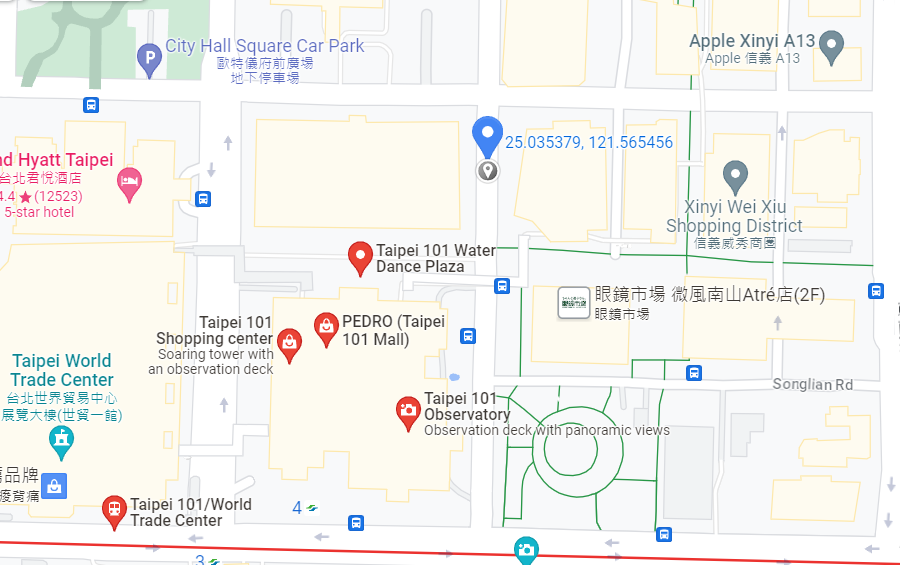 City Hall Square Car Park
歐特儀府前廣場
地下停車場
P
Apple Xinyi A13
Apple 信義 A13
25.035379, 121.565456
nd Hyatt Taipei
台北君悅酒店
4.4 ★ (12523)
5-star hotel
Xinyi Wei Xiu
Shopping District
信義威秀商圈
Taipei 101 Water
Dance Plaza
眼鏡市場 微風南山Atré店(2F)
眼鏡市場
Taipei 101
Shopping center
Soaring tower with
an observation deck
PEDRO (Taipei
101 Mall)
Taipei World
Trade Center
台北世界貿易中心
展覽大樓(世貿一館)
Songlian Rd
Taipei 101
Observatory
Observation deck with panoramic views
品牌
痠背痛
Taipei 101/World
Trade Center
4
3